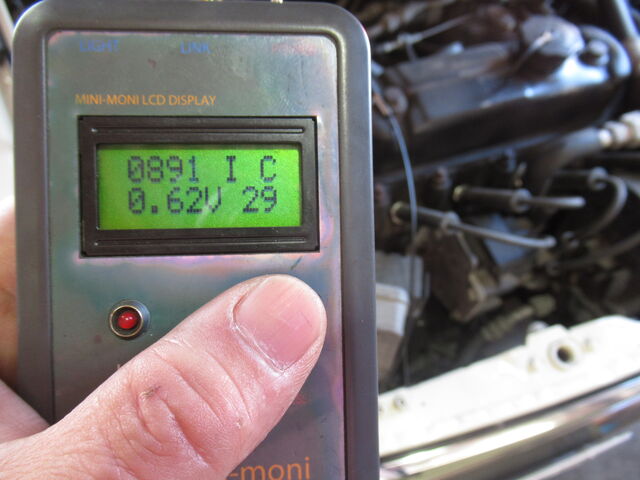 LIGHT LINK
MINI-MONI LCD DISPLAY
0891 I C
0.62V 29
-moni